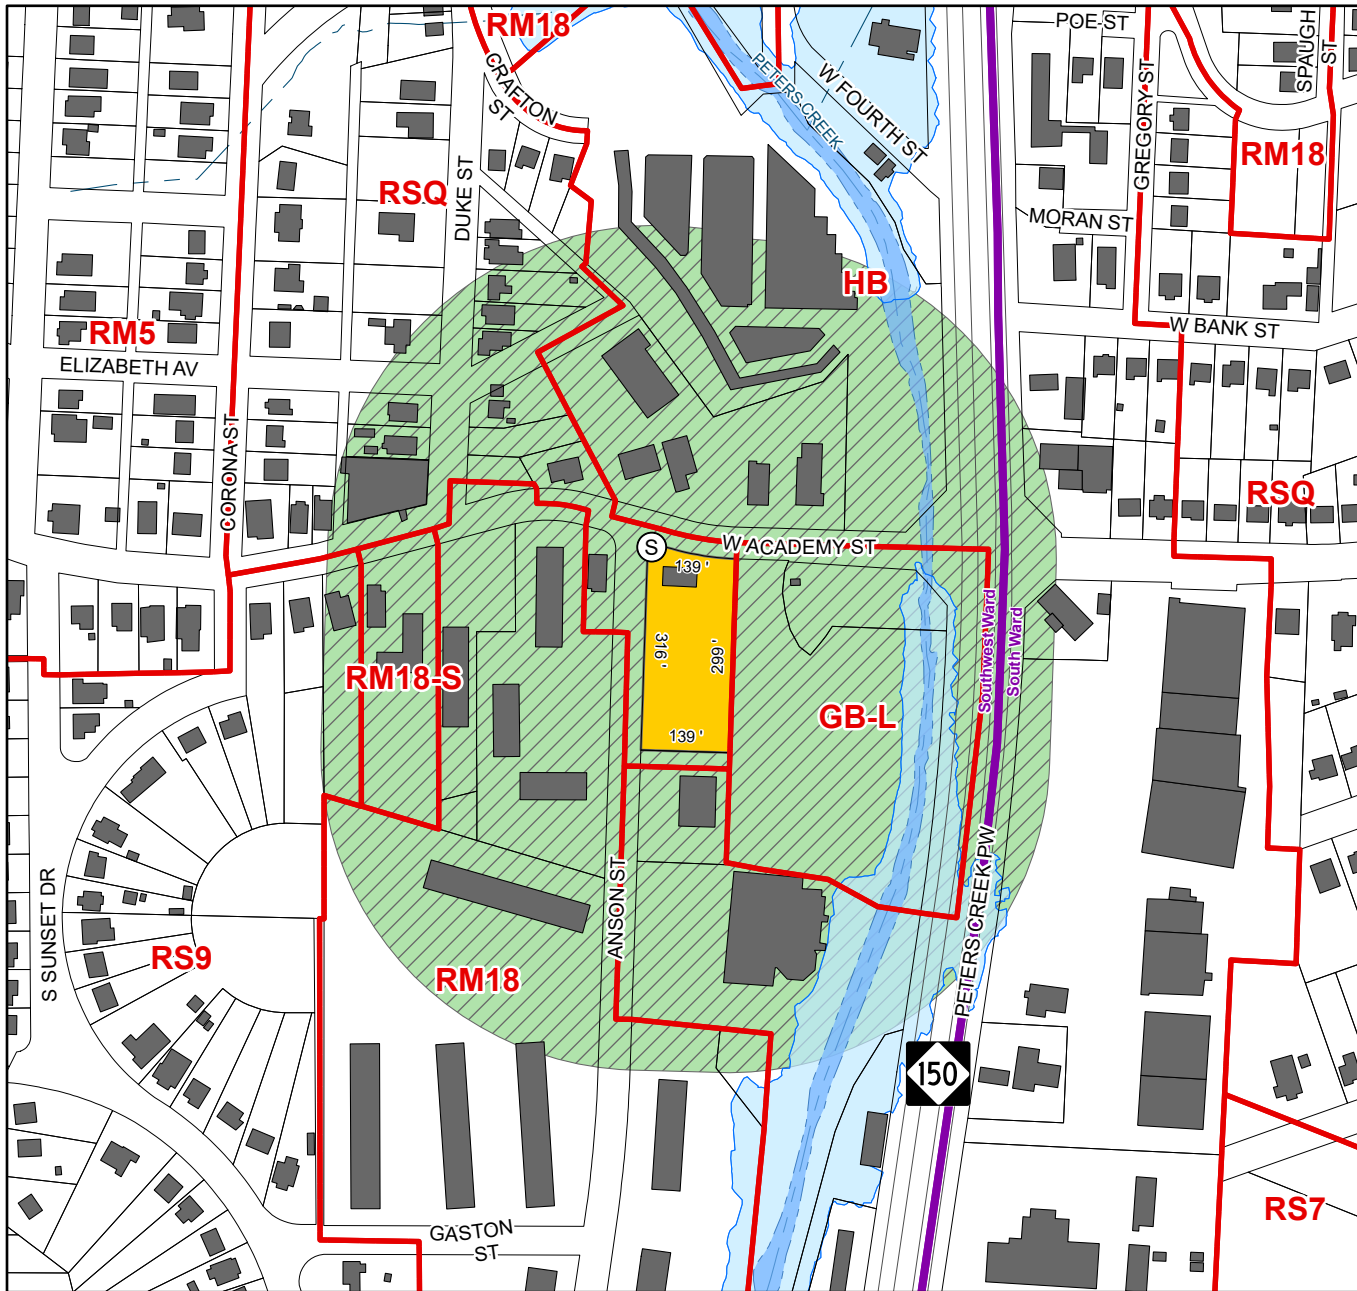 RM18
POE ST
SPAUGH
ST
CRAFTON
ST
PETERS CREEK
W FOURTH ST
GREGORY ST
RM18
RSQ
DUKE ST
MORAN ST
HB
RM5
W BANK ST
ELIZABETH AV
CORONA ST
RSQ
S
W ACADEMY ST
139 '
316 '
299 '
139 '
Southwest Ward
South Ward
RM18-S
GB-L
ANSON ST
PETERS CREEK PW
S SUNSET DR
RS9
RM18
150
RS7
GASTON
ST